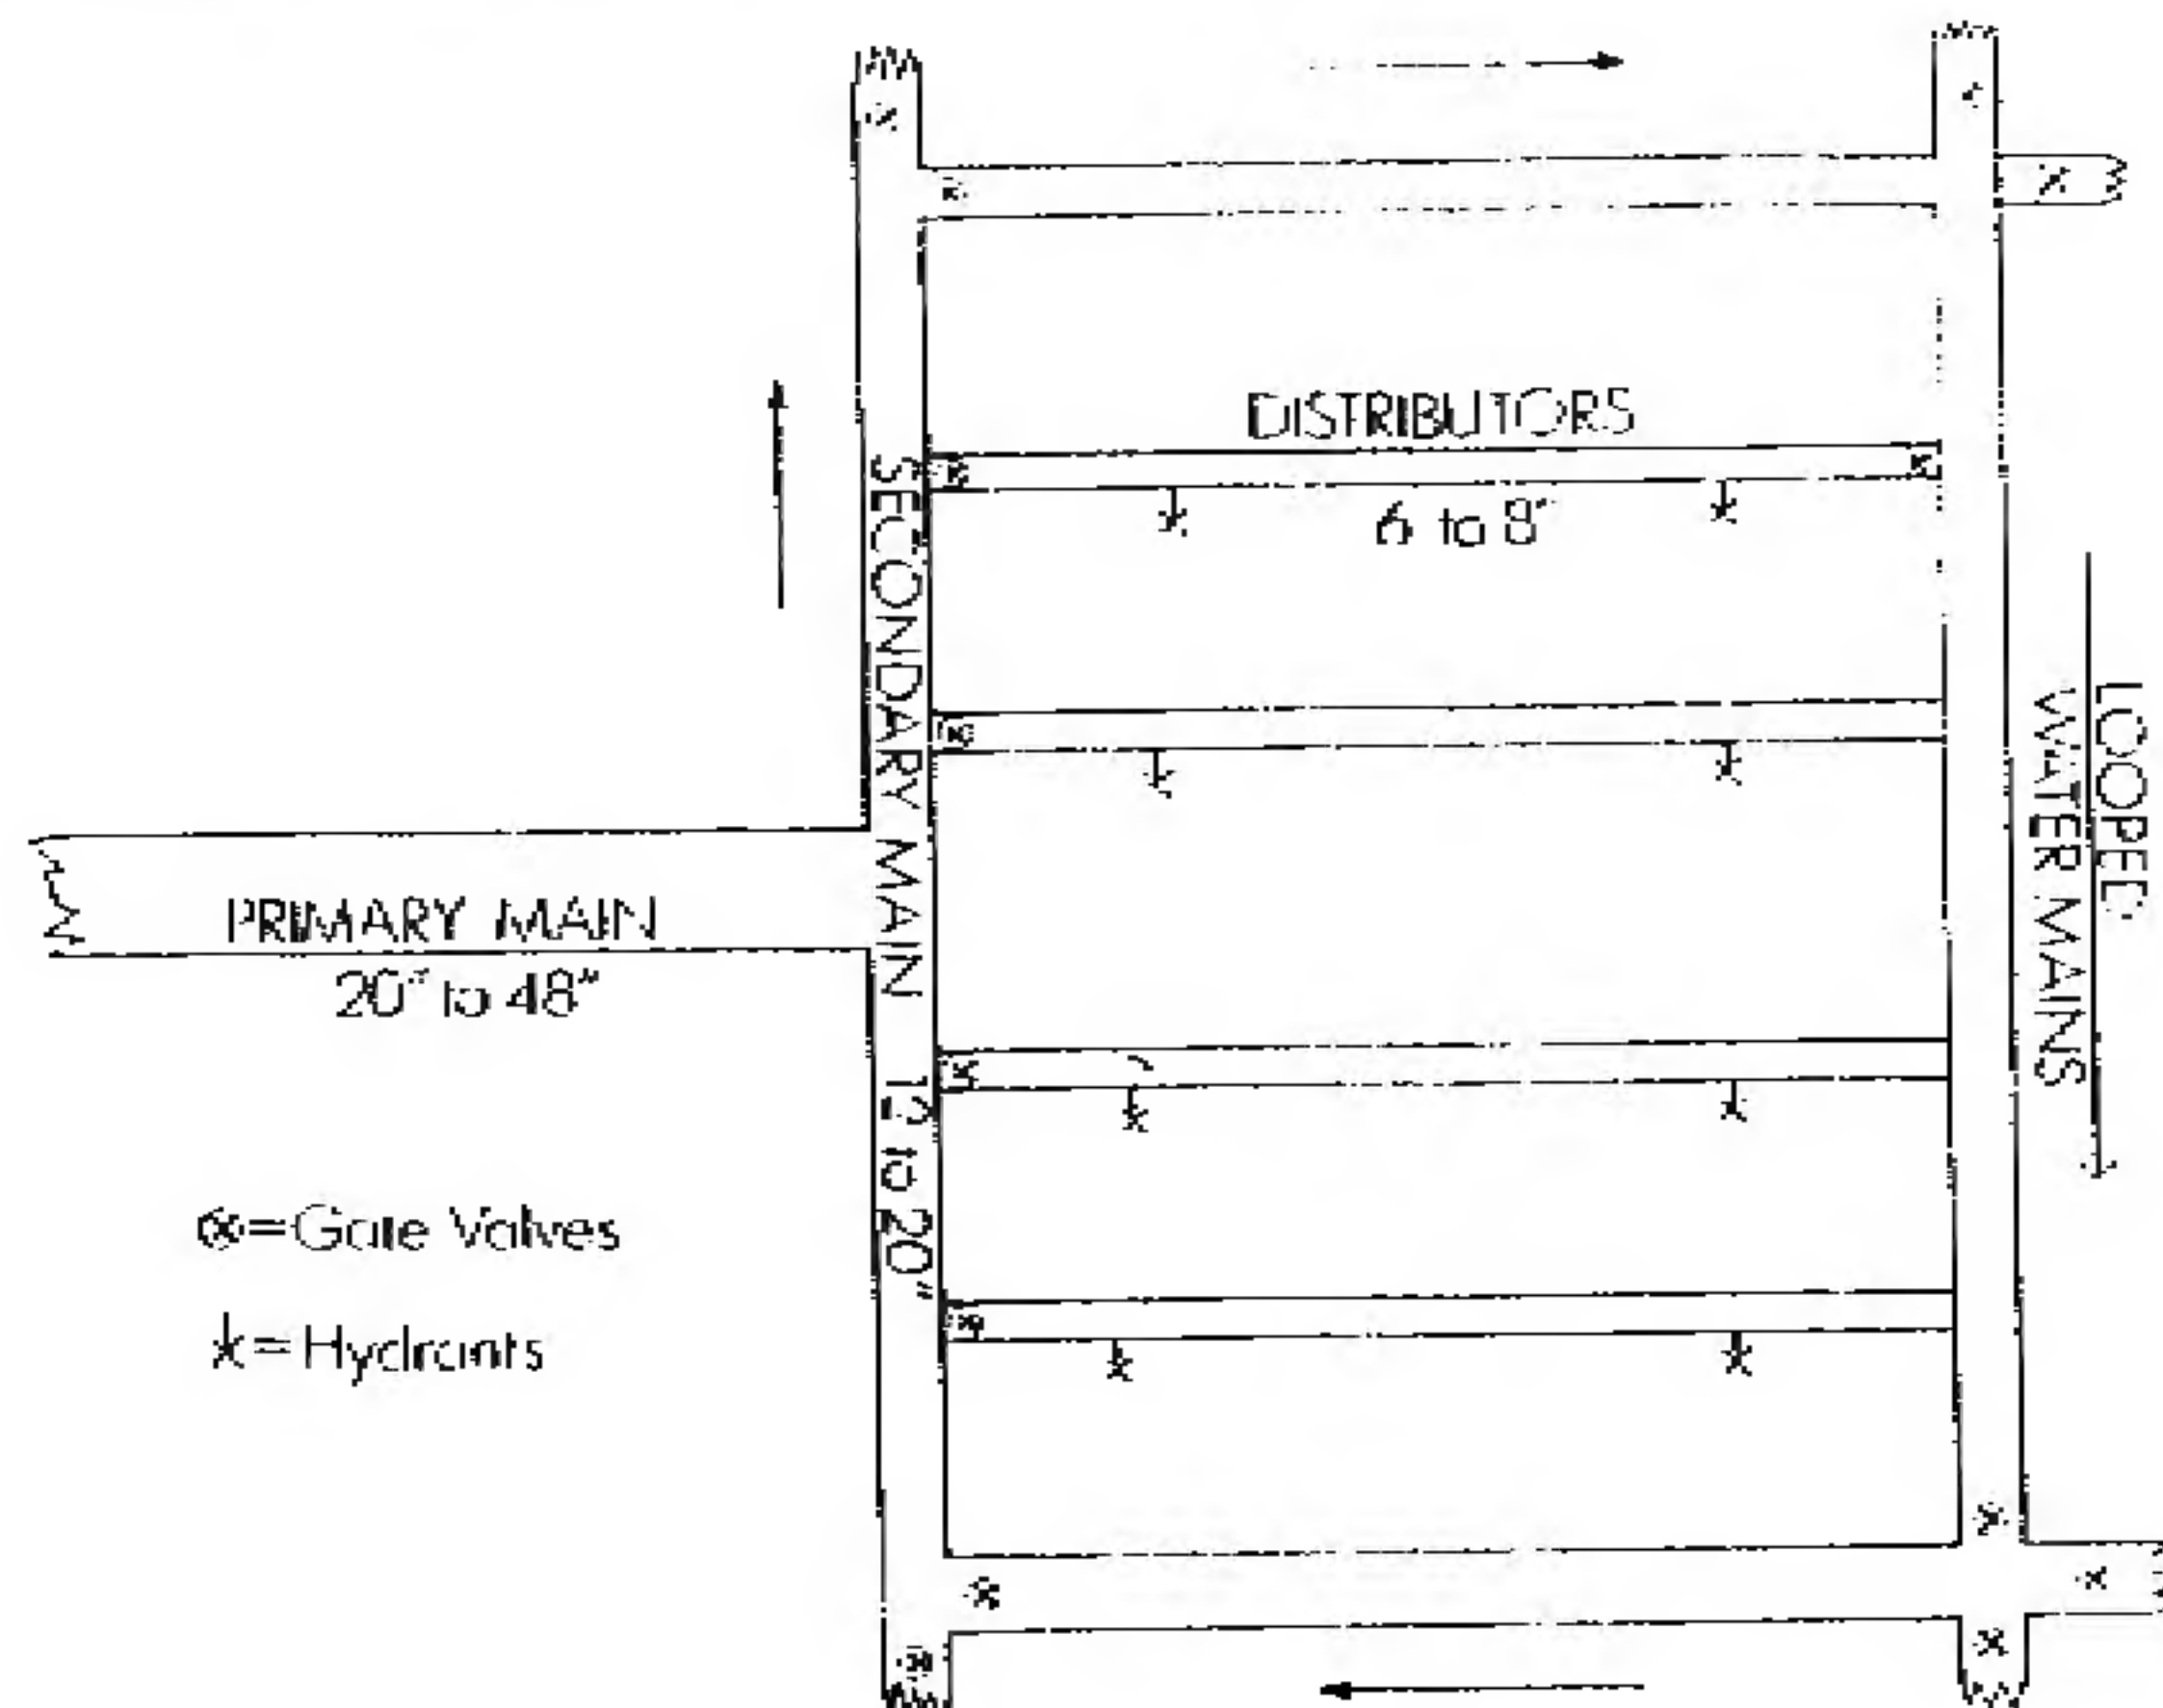 DISTRIBUTORS
6 to 8"
SECONDARY MAIN 12 to 20"
LOOPED
WATER MAINS
PRIMARY MAIN
20" to 48"
⊗=Gate Valves
=Hydrants